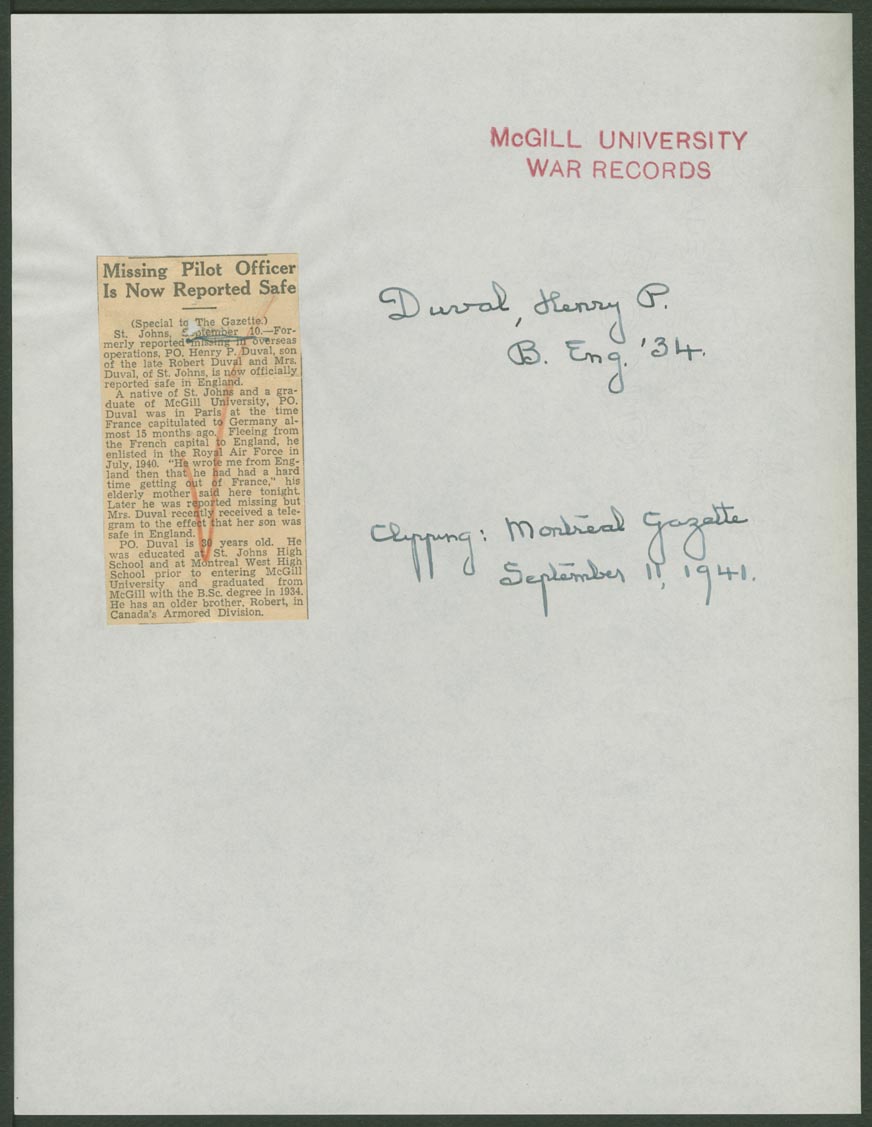 McGILL UNIVERSITY
WAR RECORDS
Missing Pilot Officer
Is Now Reported Safe
(Special to The Gazette.)
St. Johns, September 10.—For-
merly reported missing in overseas
operations, PO. Henry P. Duval, son
of the late Robert Duval and Mrs.
Duval, of St. Johns, is now officially
reported safe in England.
A native of St. Johns and a gra-
duate of McGill University, PO.
Duval was in Paris at the time
France capitulated to Germany al-
most 15 months ago. Fleeing from
the French capital to England, he
enlisted in the Royal Air Force in
July, 1940. "He wrote me from Eng-
land then that he had had a hard
time getting out of France," his
elderly mother said here tonight.
Later he was reported missing but
Mrs. Duval recently received a tele-
gram to the effect that her son was
safe in England.
PO. Duval is 30 years old. He
was educated at St. Johns High
School and at Montreal West High
School prior to entering McGill
University and graduated from
McGill with the B.Sc. degree in 1934.
He has an older brother, Robert, in
Canada's Armored Division.
Duval, Henry P.
B. Eng. '34.
Clipping: Montreal Gazette
September 11, 1941.